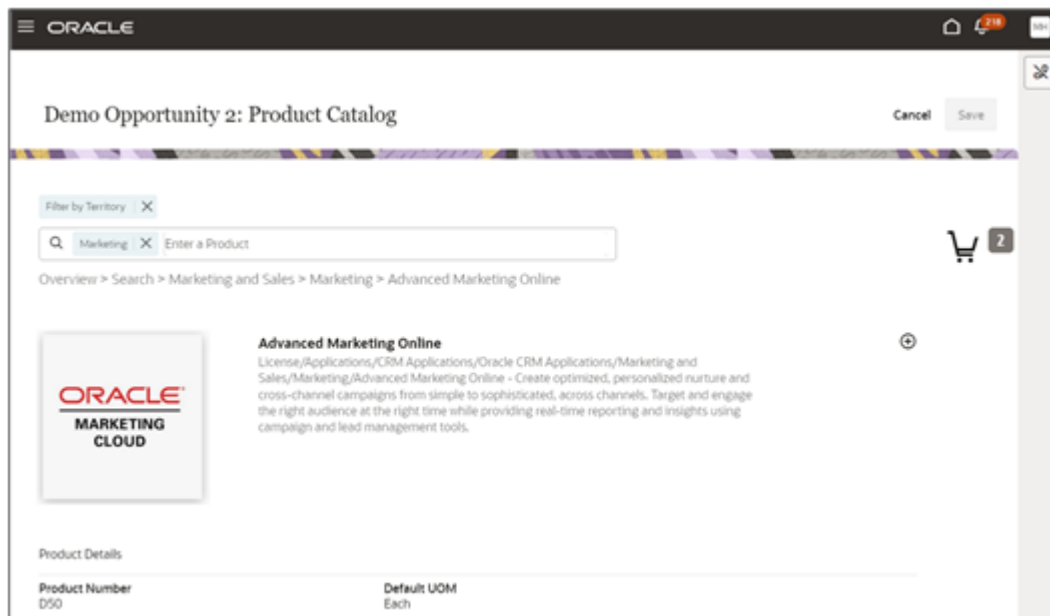 ORACLE
218
Demo Opportunity 2: Product Catalog
Cancel
Save
Filter by Territory
Marketing
Enter a Product
2
Overview > Search > Marketing and Sales > Marketing > Advanced Marketing Online
ORACLE
MARKETING
CLOUD
Advanced Marketing Online
License/Applications/CRM Applications/Oracle CRM Applications/Marketing and
Sales/Marketing/Advanced Marketing Online - Create optimized, personalized nurture and
cross-channel campaigns from simple to sophisticated, across channels. Target and engage
the right audience at the right time while providing real-time reporting and insights using
campaign and lead management tools.
Product Details
Product Number
D50
Default UOM
Each